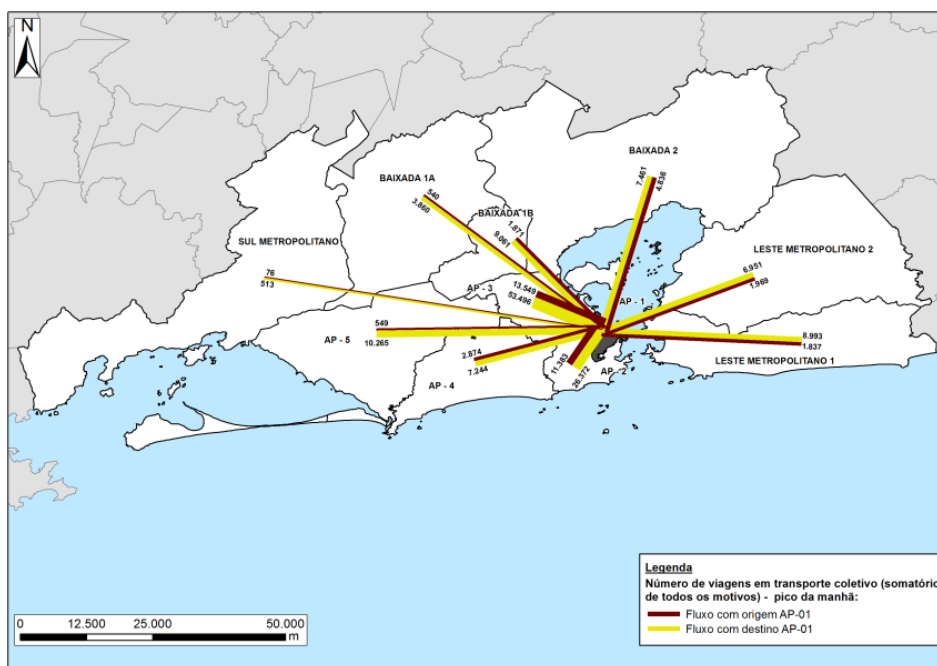 N
BAIXADA 2
7.461
4.836
BAIXADA 1A
540
3.860
BAIXADA 1B
1.871
9.061
SUL METROPOLITANO
LESTE METROPOLITANO 2
76
513
6.951
1.969
AP - 3
13.549
53.496
AP - 1
549
10.265
AP - 5
8.993
1.837
2.874
7.244
LESTE METROPOLITANO 1
11.383
26.372
AP - 2
AP - 4
Legenda
Número de viagens em transporte coletivo (somatório
de todos os motivos) - pico da manhã:
Fluxo com origem AP-01
Fluxo com destino AP-01
0 12.500 25.000 50.000
m